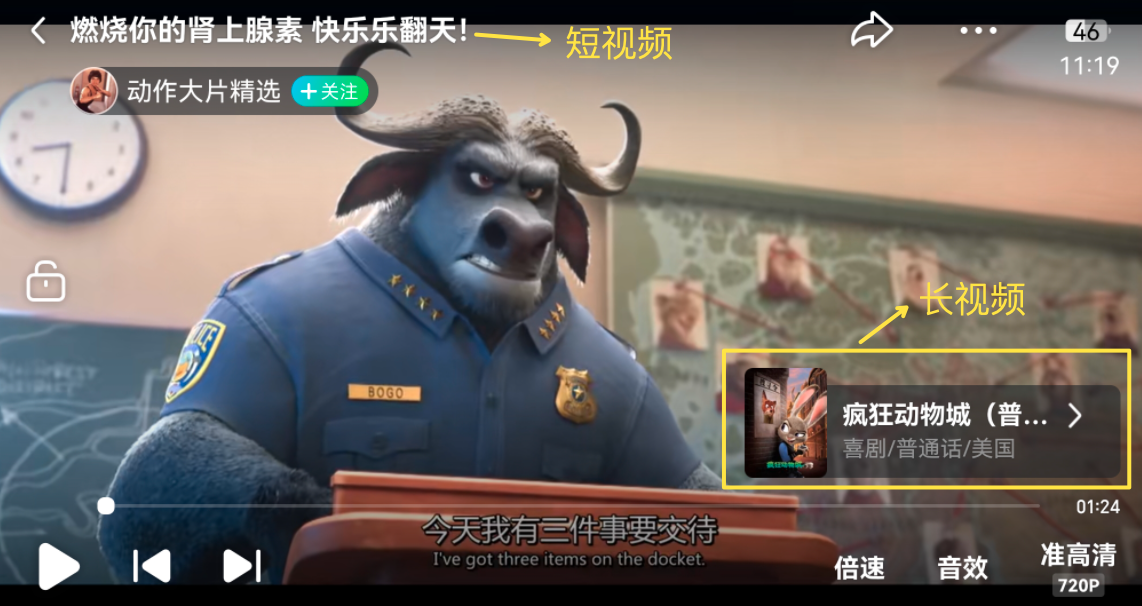 燃烧你的肾上腺素 快乐乐翻天!
短视频
46
11:19
动作大片精选
+关注
长视频
POLICE
BOGO
疯狂动物城（普...
喜剧/普通话/美国
01:24
今天我有三件事要交待
I've got three items on the docket.
倍速
音效
准高清
720P